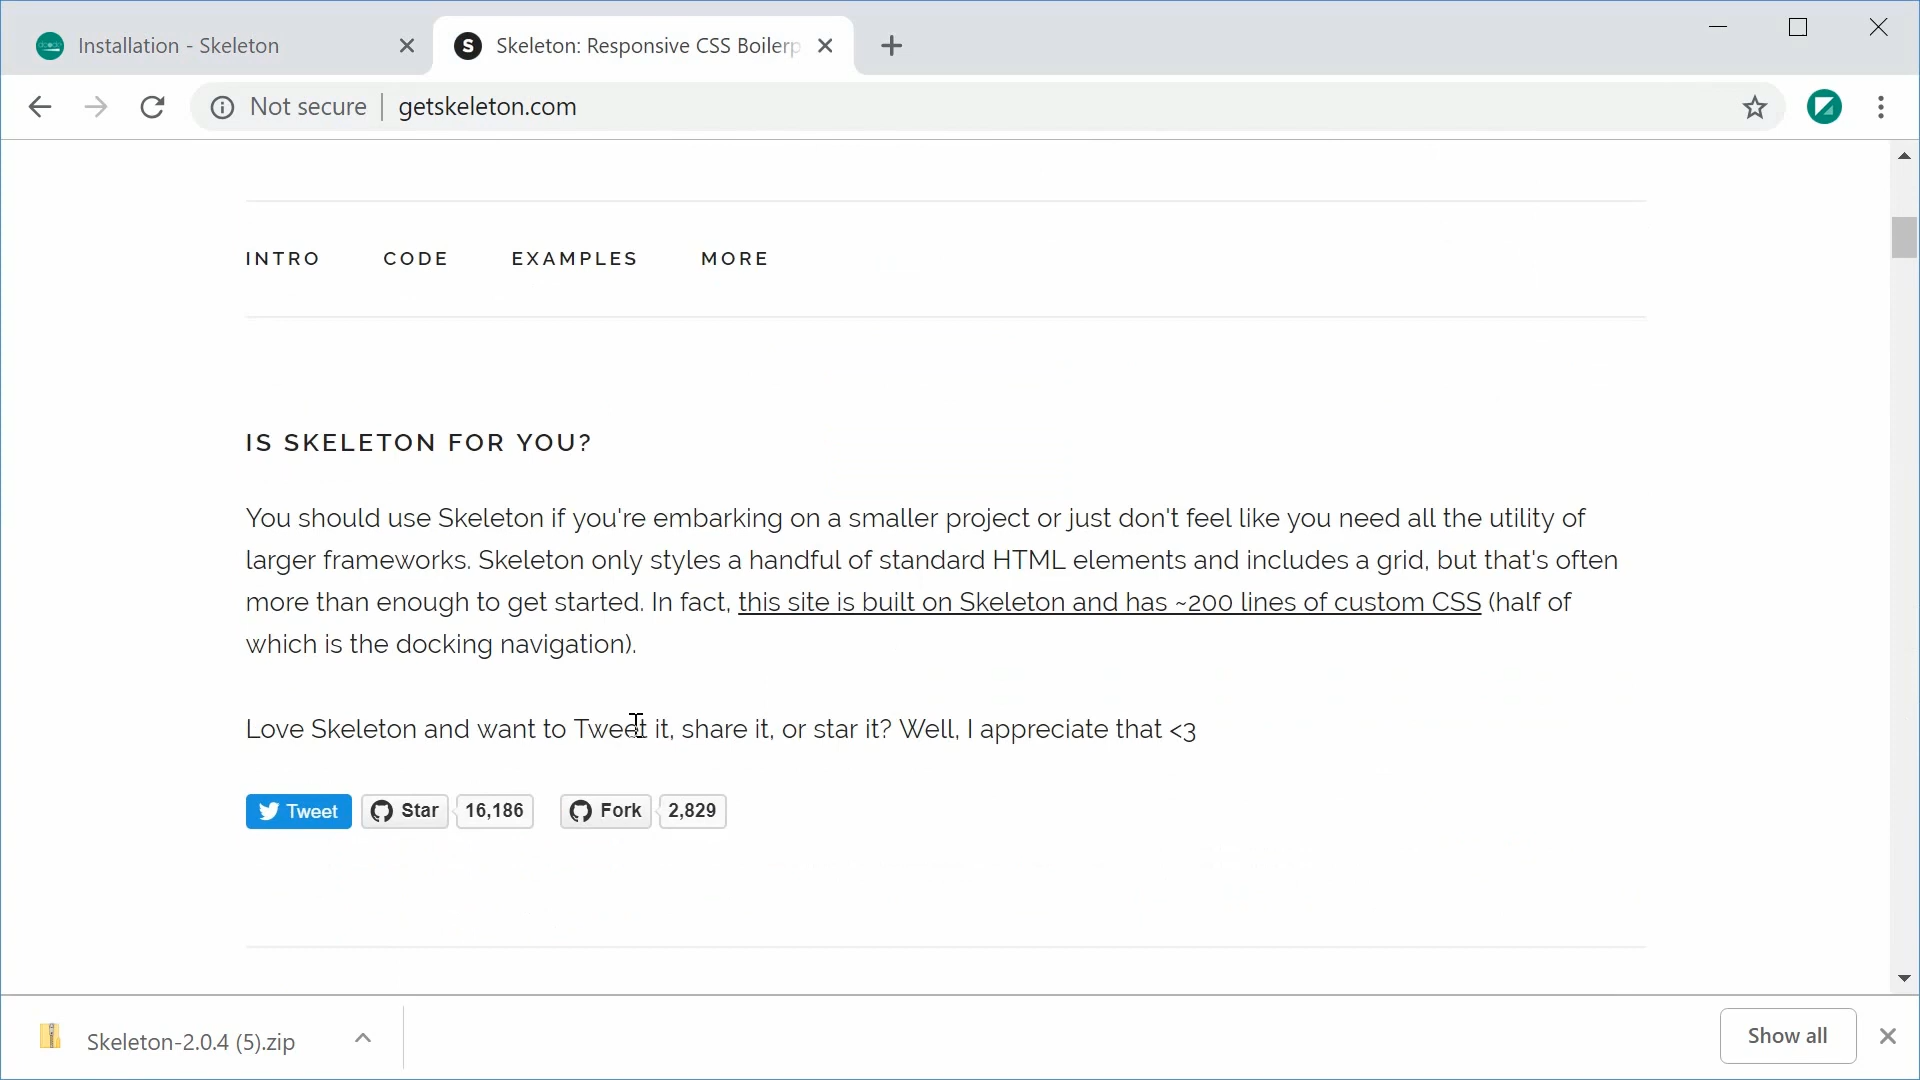 Installation - Skeleton
Skeleton: Responsive CSS Boilerp
Not secure
getskeleton.com
INTRO
CODE
EXAMPLES
MORE
IS SKELETON FOR YOU?
You should use Skeleton if you're embarking on a smaller project or just don't feel like you need all the utility of
larger frameworks. Skeleton only styles a handful of standard HTML elements and includes a grid, but that's often
more than enough to get started. In fact, this site is built on Skeleton and has ~200 lines of custom CSS (half of
which is the docking navigation).
Love Skeleton and want to Tweet it, share it, or star it? Well, I appreciate that <3
Tweet
Star
16,186
Fork
2,829
Skeleton-2.0.4 (5).zip
Show all